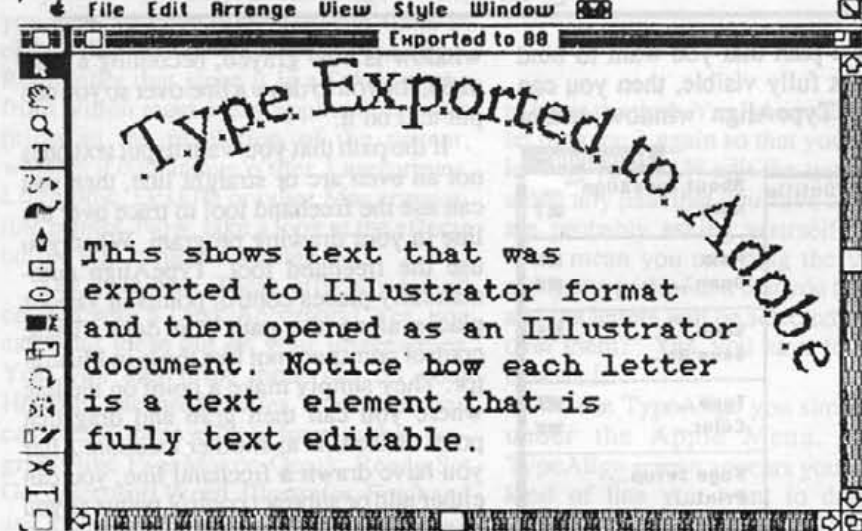 File Edit Arrange View Style Window
Exported to 88
Type Exported to Adobe
This shows text that was
exported to Illustrator format
and then opened as an Illustrator
document. Notice how each letter
is a text element that is
fully text editable.